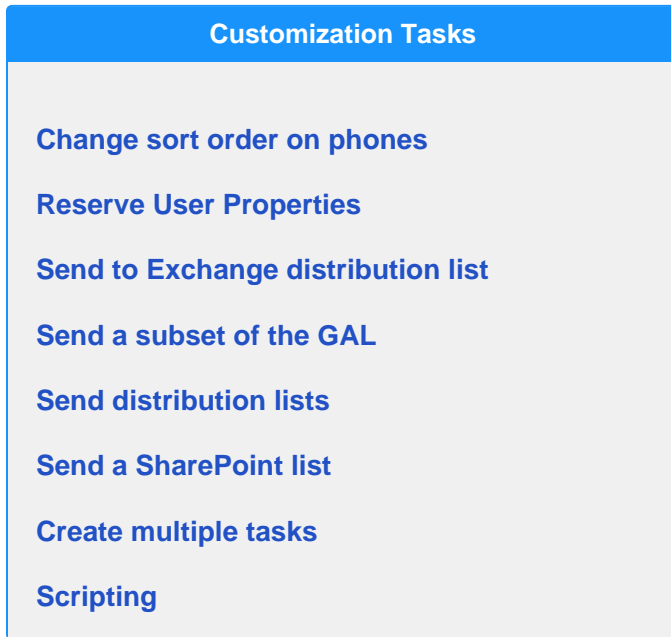 Customization Tasks
Change sort order on phones
Reserve User Properties
Send to Exchange distribution list
Send a subset of the GAL
Send distribution lists
Send a SharePoint list
Create multiple tasks
Scripting